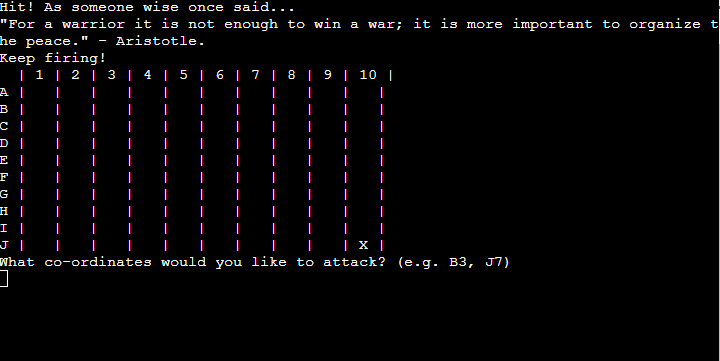 Hit! As someone wise once said...
"For a warrior it is not enough to win a war; it is more important to organize t
he peace." - Aristotle.
Keep firing!
  | 1 | 2 | 3 | 4 | 5 | 6 | 7 | 8 | 9 | 10 |
A |   |   |   |   |   |   |   |   |   |   |
B |   |   |   |   |   |   |   |   |   |   |
C |   |   |   |   |   |   |   |   |   |   |
D |   |   |   |   |   |   |   |   |   |   |
E |   |   |   |   |   |   |   |   |   |   |
F |   |   |   |   |   |   |   |   |   |   |
G |   |   |   |   |   |   |   |   |   |   |
H |   |   |   |   |   |   |   |   |   |   |
I |   |   |   |   |   |   |   |   |   |   |
J |   |   |   |   |   |   |   |   |   | X |
What co-ordinates would you like to attack? (e.g. B3, J7)